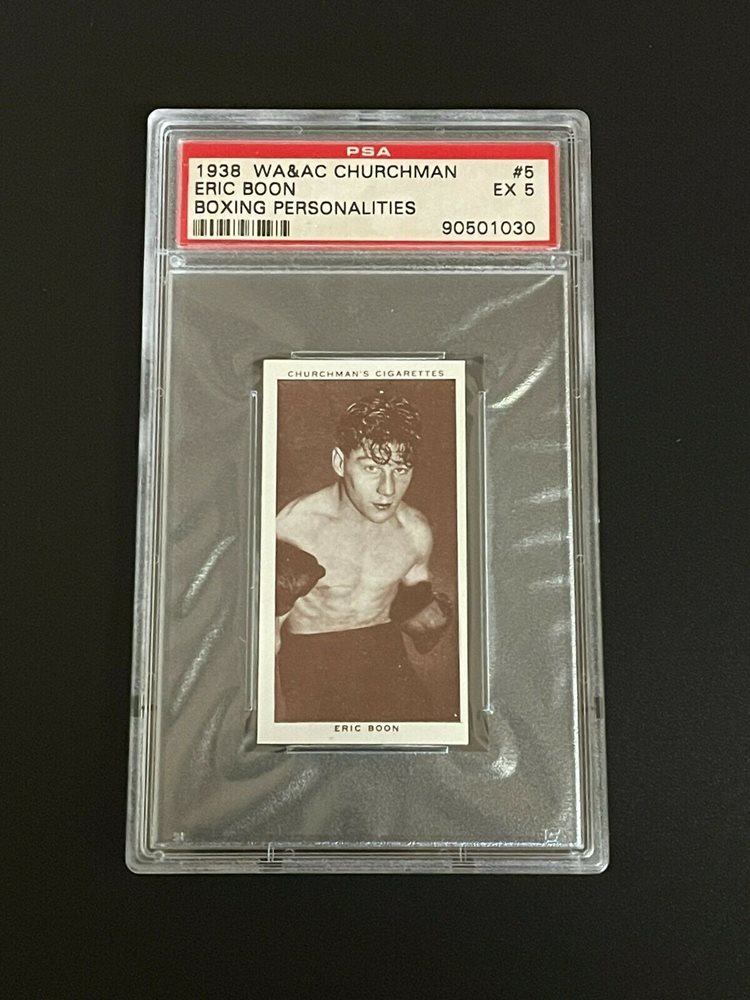 PSA
1938 WA&AC CHURCHMAN #5
ERIC BOON EX 5
BOXING PERSONALITIES
90501030
CHURCHMAN'S CIGARETTES
ERIC BOON